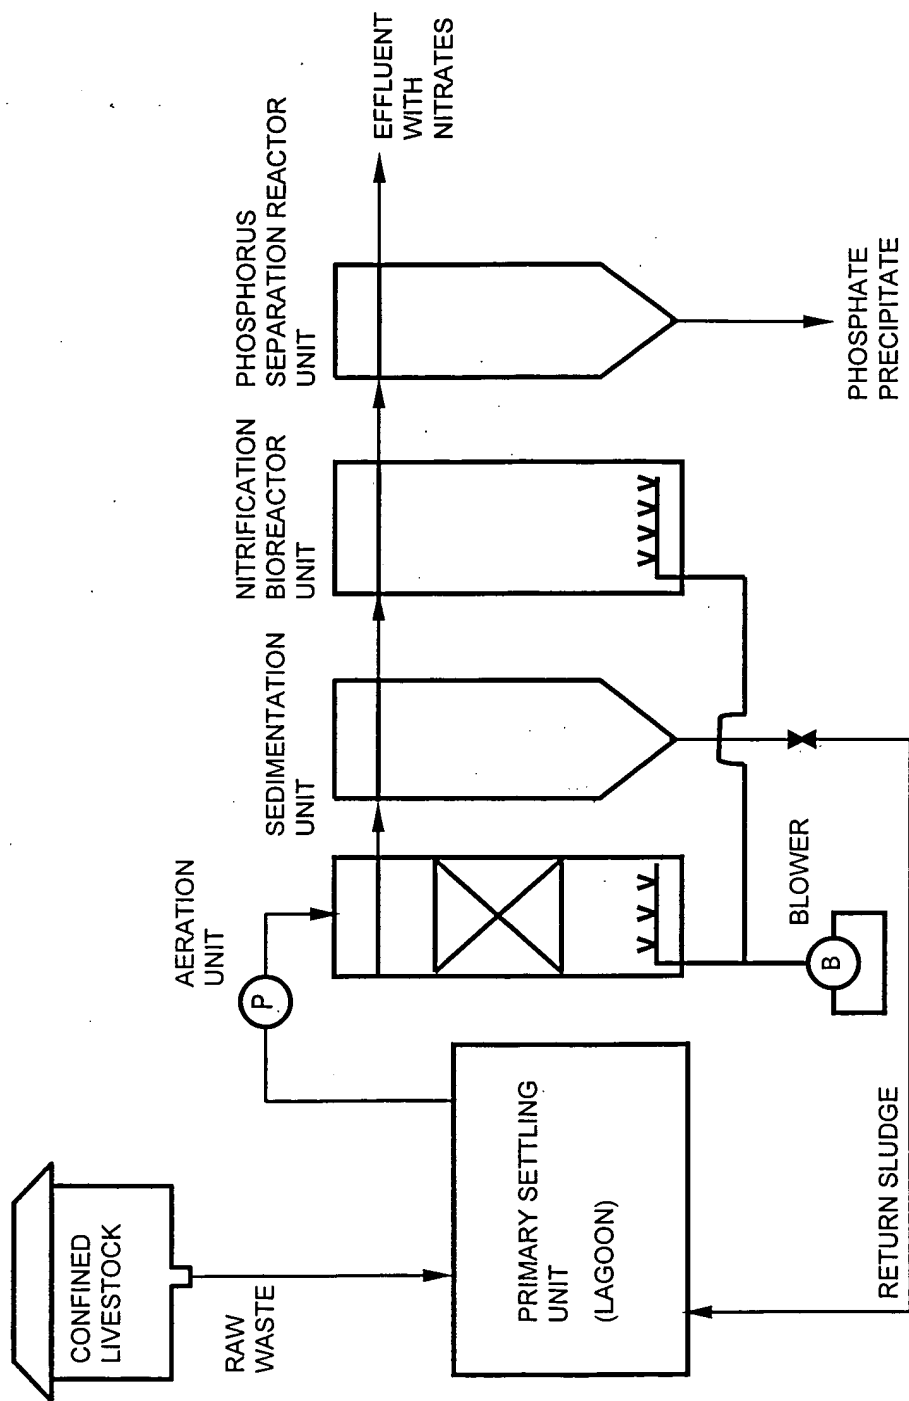 CONFINED
LIVESTOCK
RAW
WASTE
PRIMARY SETTLING
UNIT
(LAGOON)
RETURN SLUDGE
P
AERATION
UNIT
B
BLOWER
SEDIMENTATION
UNIT
NITRIFICATION
BIOREACTOR
UNIT
PHOSPHORUS
SEPARATION REACTOR
UNIT
PHOSPHATE
PRECIPITATE
EFFLUENT
WITH
NITRATES